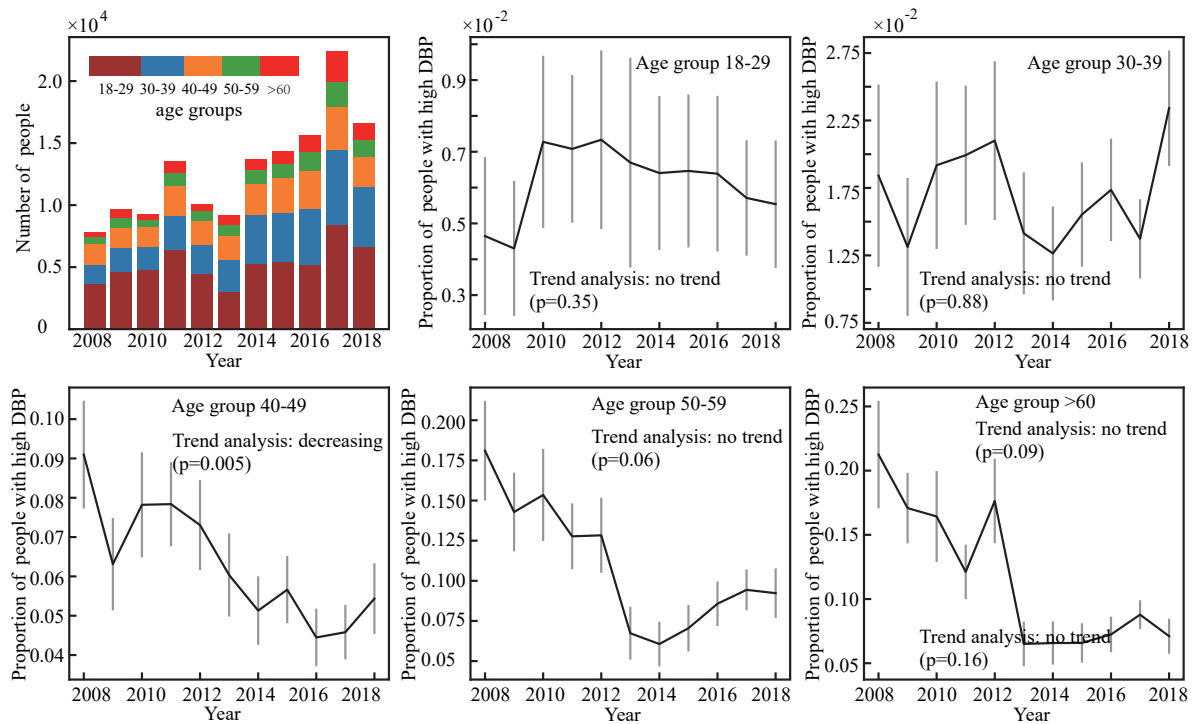 ×10⁴
2.0
1.5
1.0
0.5
0
Number of people
18-29 30-39 40-49 50-59 >60
age groups
2008 2010 2012 2014 2016 2018
Year
×10⁻²
0.9
0.7
0.5
0.3
Proportion of people with high DBP
Age group 18-29
Trend analysis: no trend
(p=0.35)
2008 2010 2012 2014 2016 2018
Year
×10⁻²
2.75
2.25
1.75
1.25
0.75
Proportion of people with high DBP
Age group 30-39
Trend analysis: no trend
(p=0.88)
2008 2010 2012 2014 2016 2018
Year
0.10
0.09
0.08
0.07
0.06
0.05
0.04
Proportion of people with high DBP
Age group 40-49
Trend analysis: decreasing
(p=0.005)
2008 2010 2012 2014 2016 2018
Year
0.200
0.175
0.150
0.125
0.100
0.075
0.05
Proportion of people with high DBP
Age group 50-59
Trend analysis: no trend
(p=0.06)
2008 2010 2012 2014 2016 2018
Year
0.25
0.20
0.15
0.10
0.05
Proportion of people with high DBP
Age group >60
Trend analysis: no trend
(p=0.09)
Trend analysis: no trend
(p=0.16)
2008 2010 2012 2014 2016 2018
Year